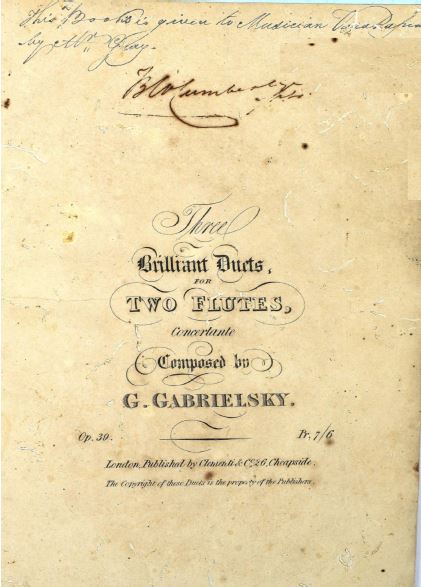 This Book is given to Musician
by Mr Gray.
Three
Brilliant Duets,
FOR
TWO FLUTES,
Concertante
Composed by
G. GABRIELSKY.
Op. 39. Pr. 7/6
London, Published by Clementi & Co. 26, Cheapside.
The Copyright of these Duets is the property of the Publishers.